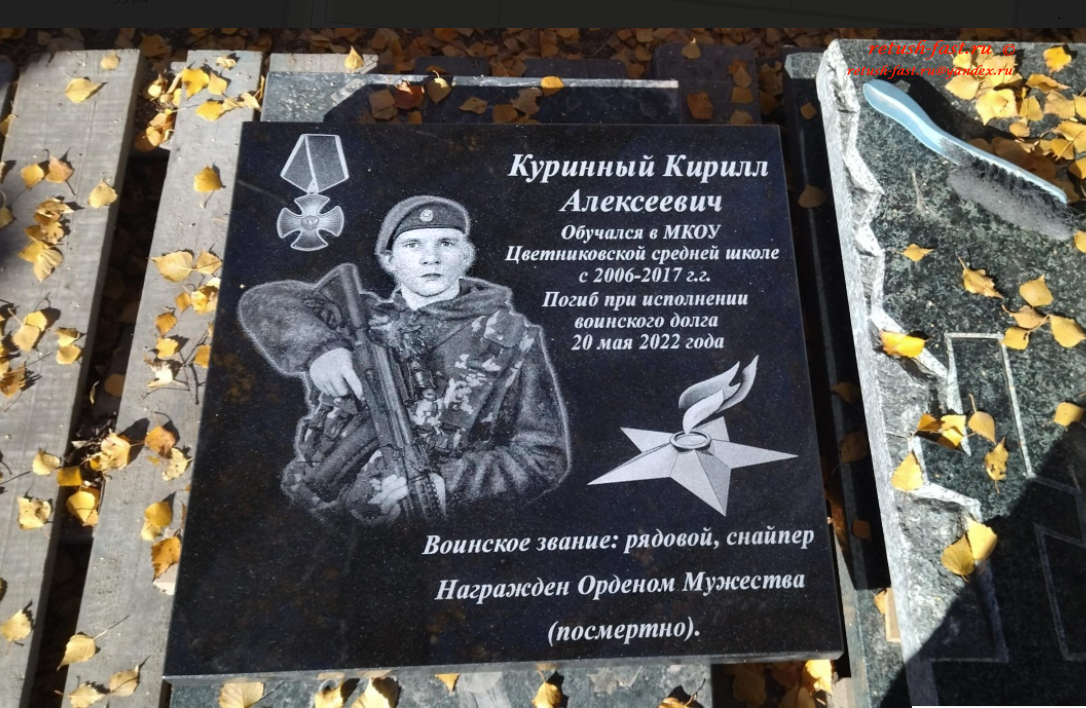 retush-fast.ru ©
retush-fast.ru@yandex.ru
Куринный Кирилл
Алексеевич
Обучался в МКОУ
Цветниковской средней школе
с 2006-2017 г.г.
Погиб при исполнении
воинского долга
20 мая 2022 года
Воинское звание: рядовой, снайпер
Награжден Орденом Мужества
(посмертно).